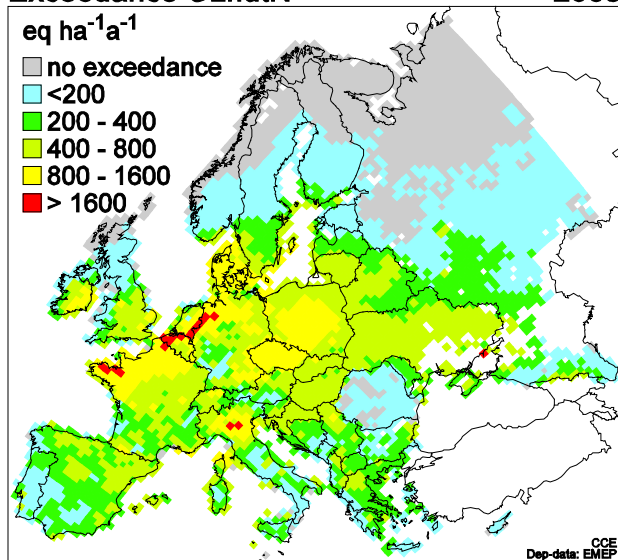 eq ha-1a-1
no exceedance
<200
200 - 400
400 - 800
800 - 1600
> 1600
CCE
Dep-data: EMEP